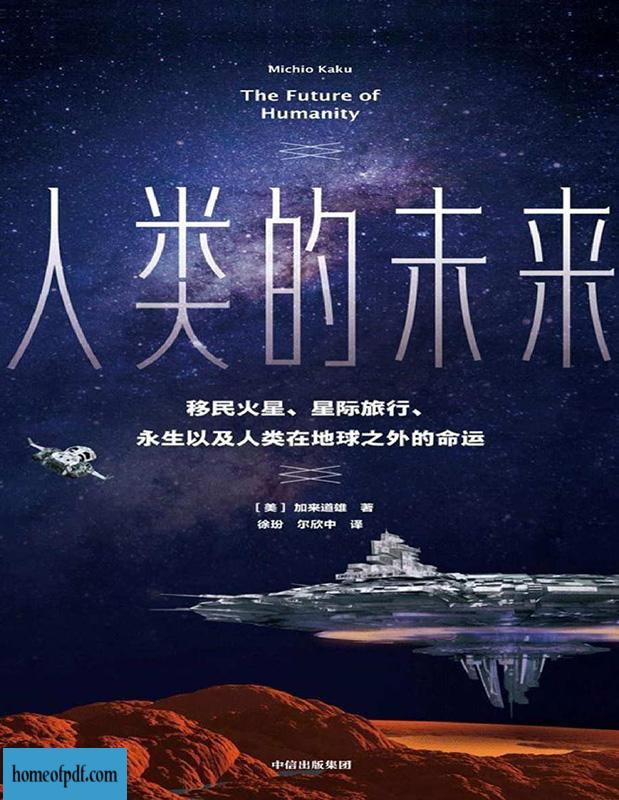 Michio Kaku
The Future of
Humanity
人类的未来
移民火星、星际旅行、
永生以及人类在地球之外的命运
［美］加来道雄 著
徐玢 尔欣中 译
中信出版集团
homeofpdf.com